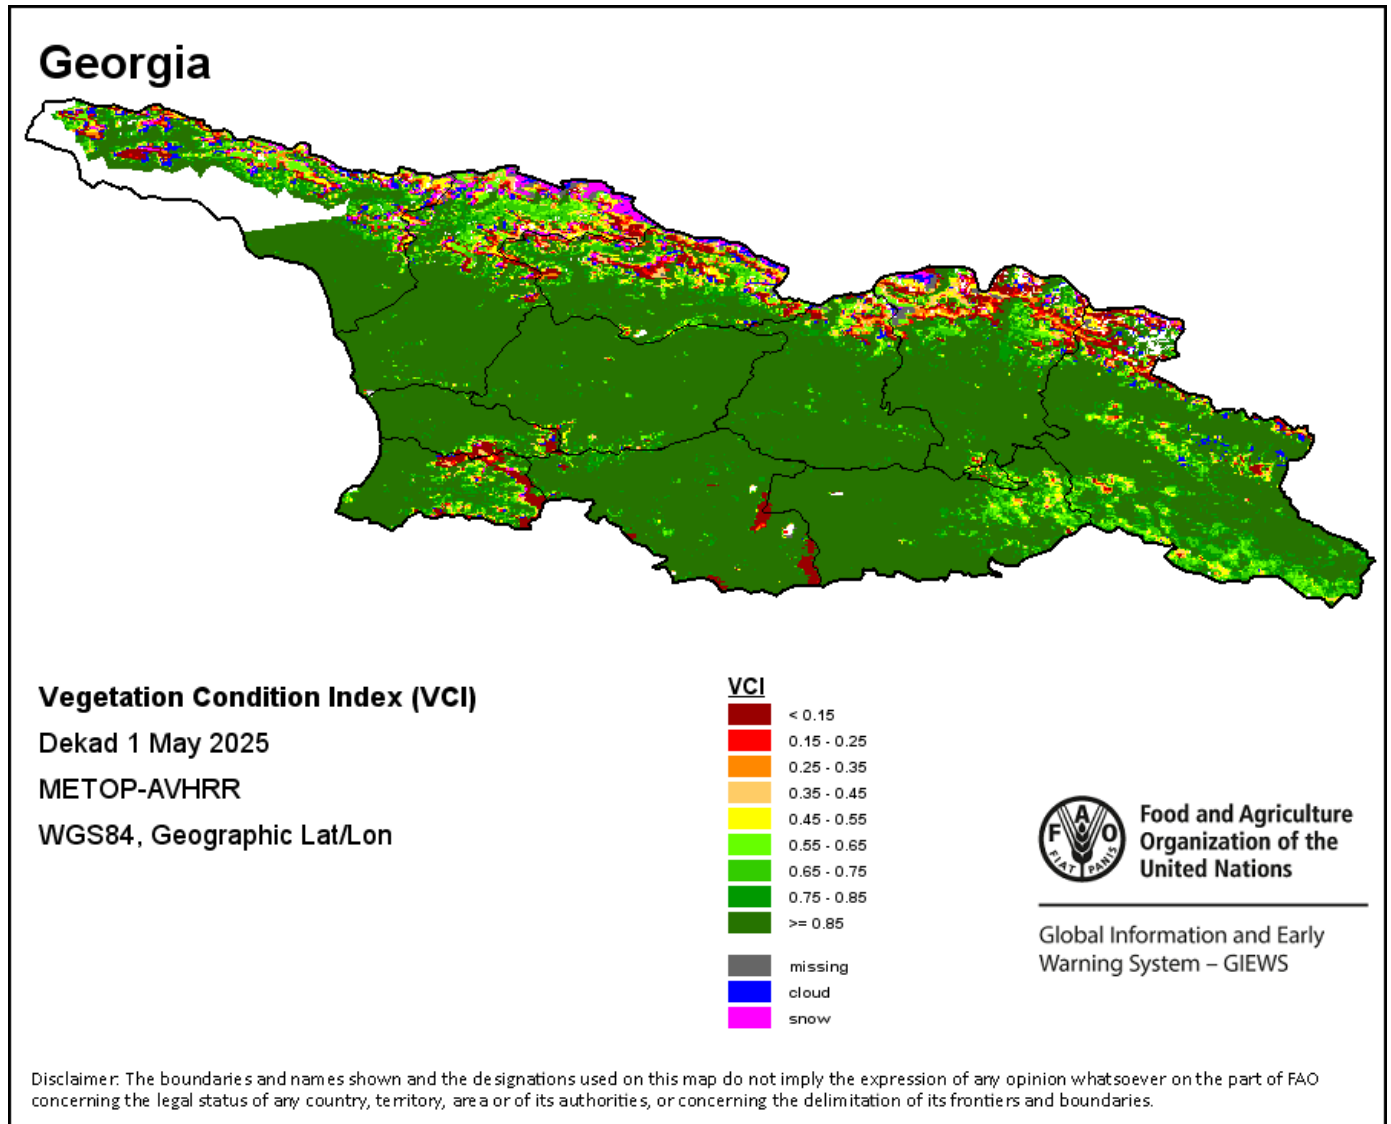 Georgia
Vegetation Condition Index (VCI)
Dekad 1 May 2025
METOP-AVHRR
WGS84, Geographic Lat/Lon
VCI
< 0.15
0.15 - 0.25
0.25 - 0.35
0.35 - 0.45
0.45 - 0.55
0.55 - 0.65
0.65 - 0.75
0.75 - 0.85
>= 0.85
missing
cloud
snow
F A O
FIAT PANIS
Food and Agriculture
Organization of the
United Nations
Global Information and Early
Warning System – GIEWS
Disclaimer: The boundaries and names shown and the designations used on this map do not imply the expression of any opinion whatsoever on the part of FAO
concerning the legal status of any country, territory, area or of its authorities, or concerning the delimitation of its frontiers and boundaries.